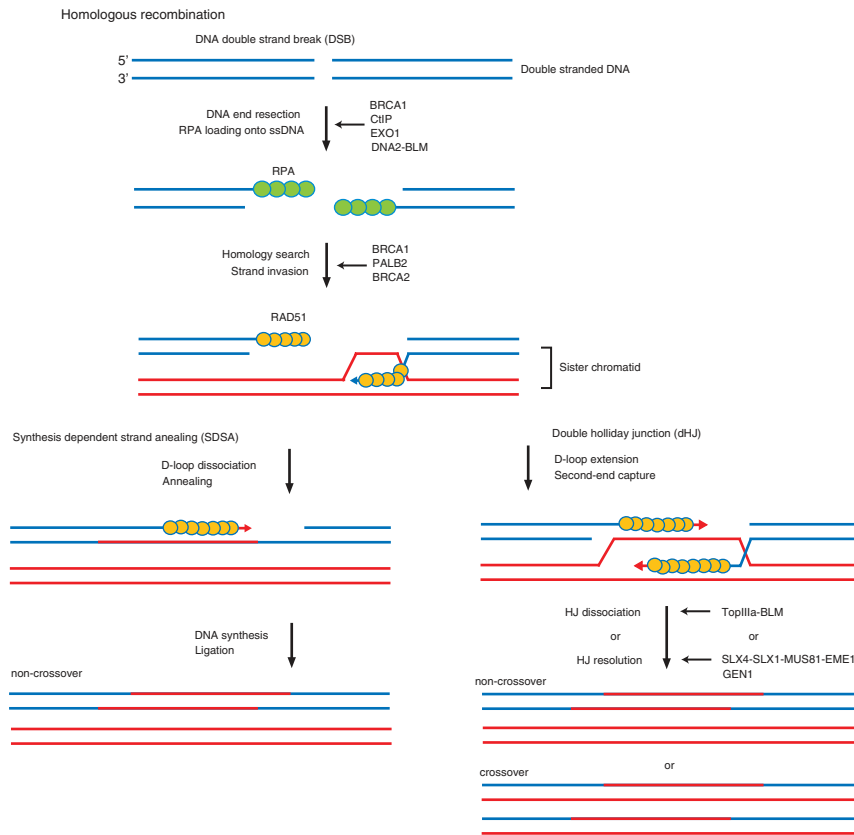 Homologous recombination
DNA double strand break (DSB)
5’
3’
Double stranded DNA
DNA end resection
RPA loading onto ssDNA
BRCA1
CtIP
EXO1
DNA2-BLM
RPA
Homology search
Strand invasion
BRCA1
PALB2
BRCA2
RAD51
Sister chromatid
Synthesis dependent strand anealing (SDSA)
D-loop dissociation
Annealing
DNA synthesis
Ligation
non-crossover
Double holliday junction (dHJ)
D-loop extension
Second-end capture
HJ dissociation
or
HJ resolution
TopIIIa-BLM
or
SLX4-SLX1-MUS81-EME1
GEN1
non-crossover
or
crossover